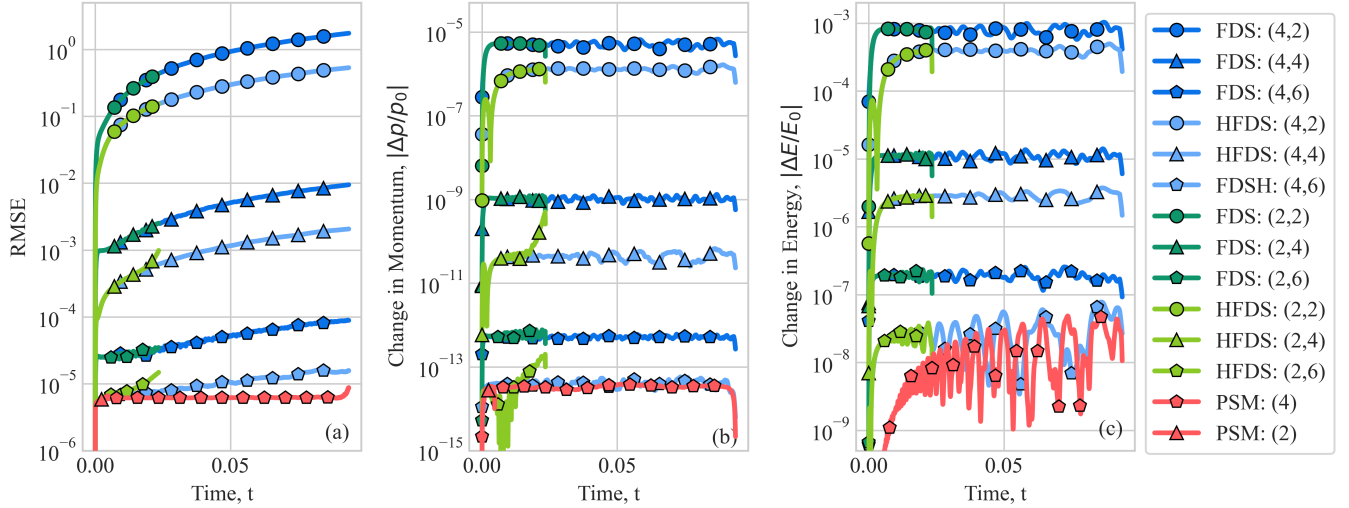 RMSE
10^0
10^-1
10^-2
10^-3
10^-4
10^-5
10^-6
0.00
0.05
Time, t
(a)
Change in Momentum, |Δp/p₀|
10^-5
10^-7
10^-9
10^-11
10^-13
10^-15
0.00
0.05
Time, t
(b)
Change in Energy, |ΔE/E₀|
10^-3
10^-4
10^-5
10^-6
10^-7
10^-8
10^-9
0.00
0.05
Time, t
(c)
FDS: (4,2)
FDS: (4,4)
FDS: (4,6)
HFDS: (4,2)
HFDS: (4,4)
FDSH: (4,6)
FDS: (2,2)
FDS: (2,4)
FDS: (2,6)
HFDS: (2,2)
HFDS: (2,4)
HFDS: (2,6)
PSM: (4)
PSM: (2)